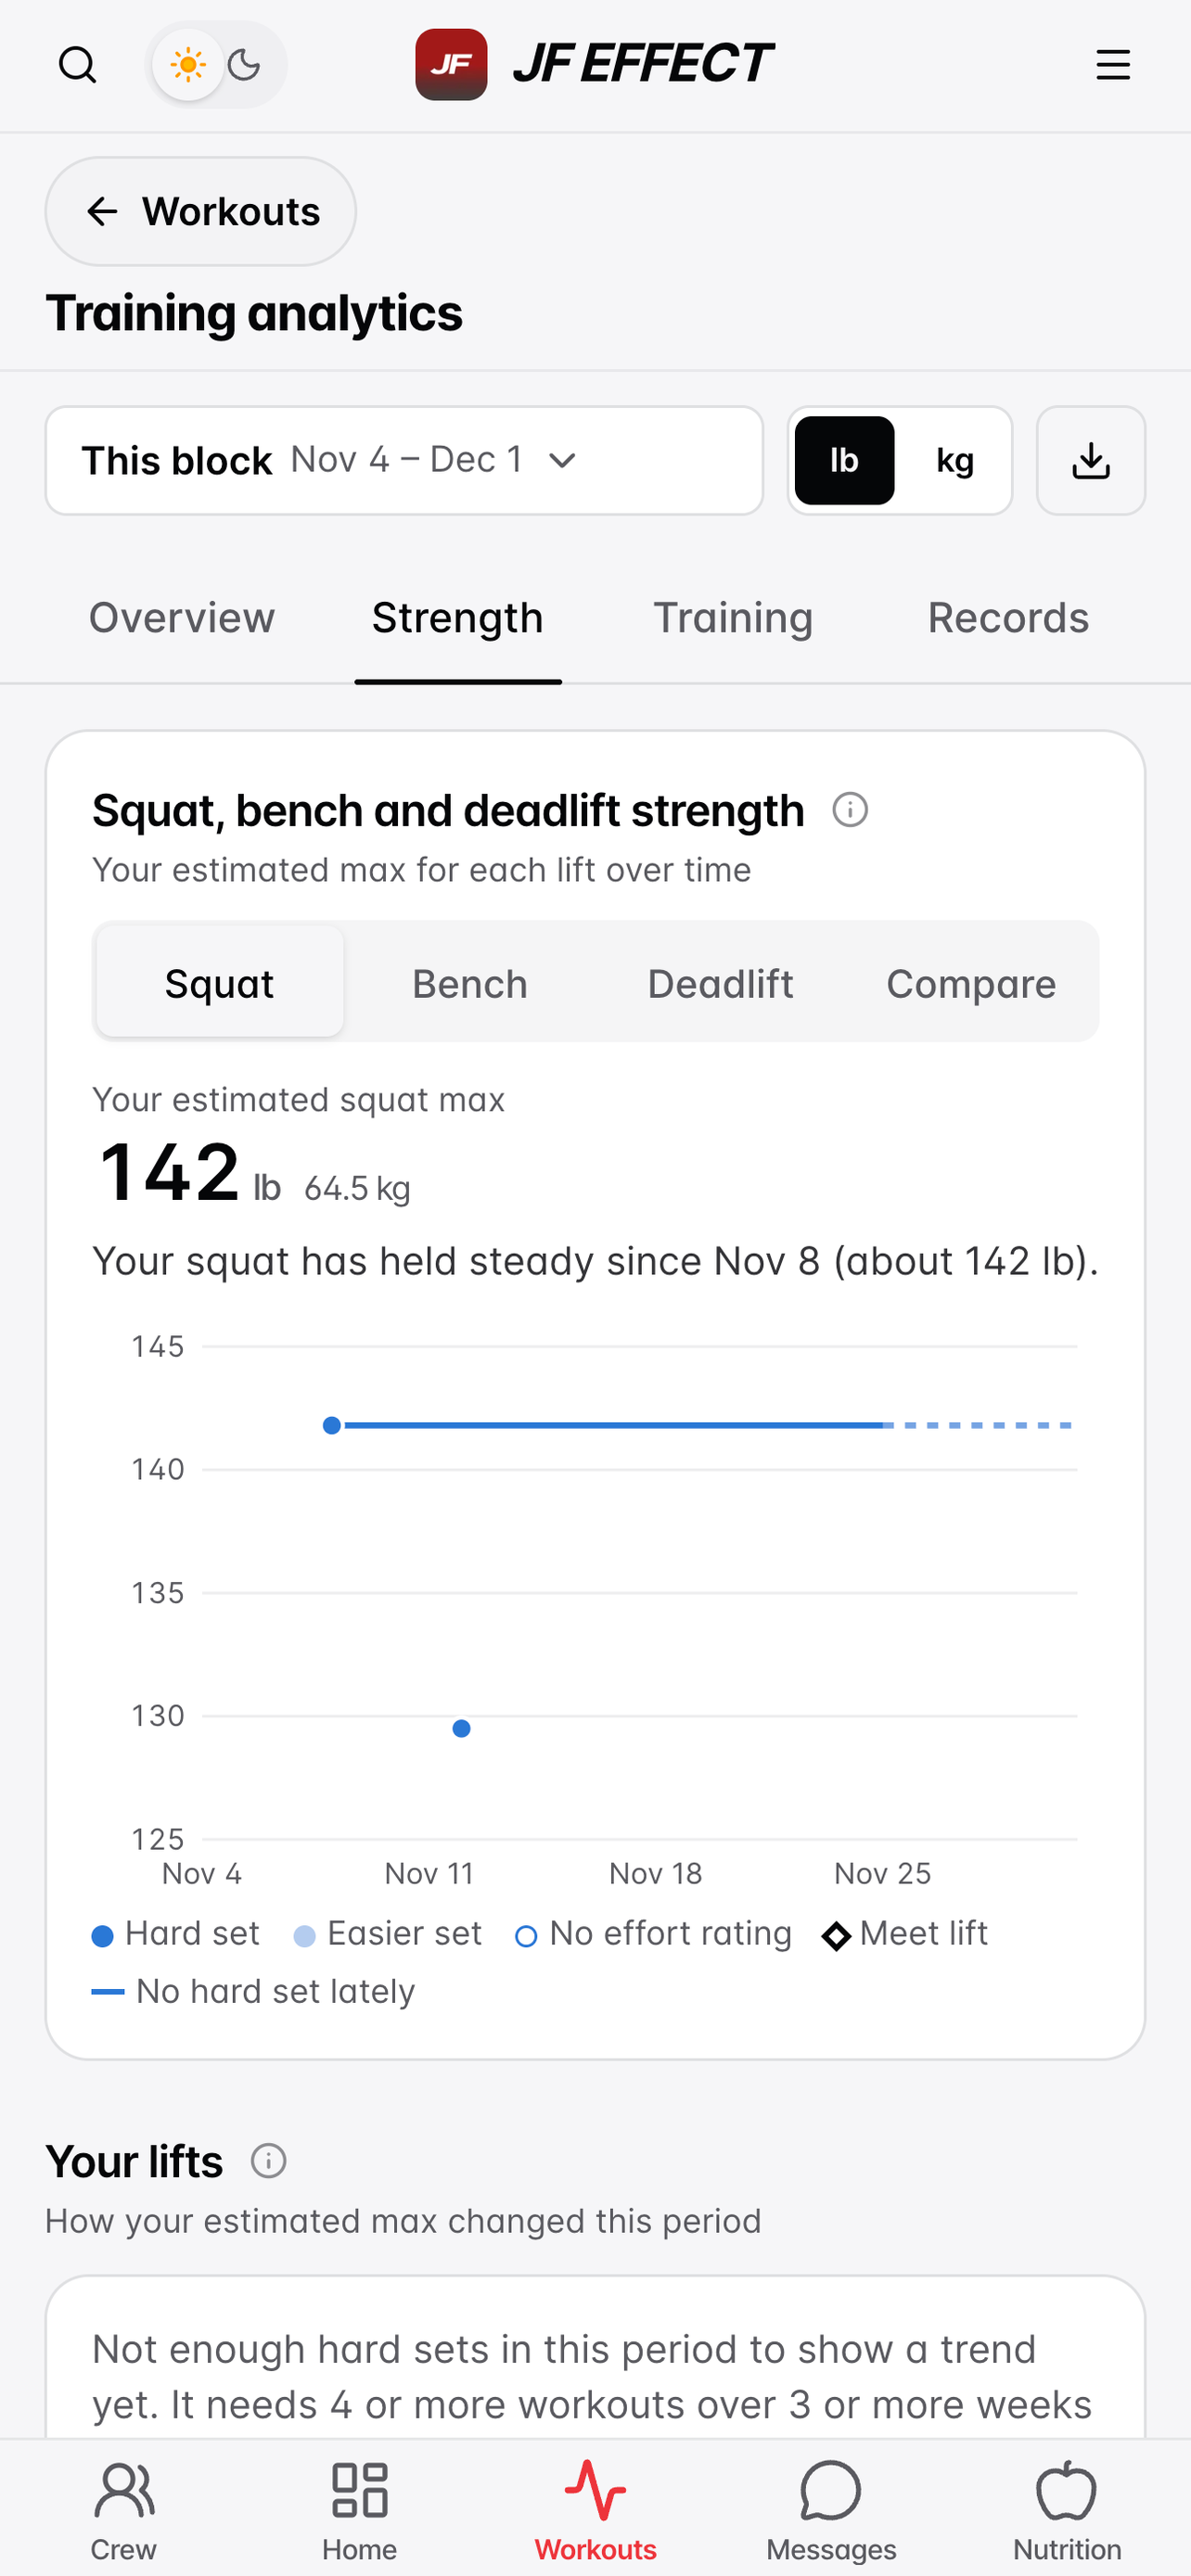 JF JF EFFECT
Workouts
Training analytics
This block Nov 4 – Dec 1
lb kg
Overview Strength Training Records
Squat, bench and deadlift strength
Your estimated max for each lift over time
Squat Bench Deadlift Compare
Your estimated squat max
142 lb 64.5 kg
Your squat has held steady since Nov 8 (about 142 lb).
145
140
135
130
125
Nov 4 Nov 11 Nov 18 Nov 25
Hard set Easier set No effort rating Meet lift
No hard set lately
Your lifts
How your estimated max changed this period
Not enough hard sets in this period to show a trend
yet. It needs 4 or more workouts over 3 or more weeks
Crew Home Workouts Messages Nutrition